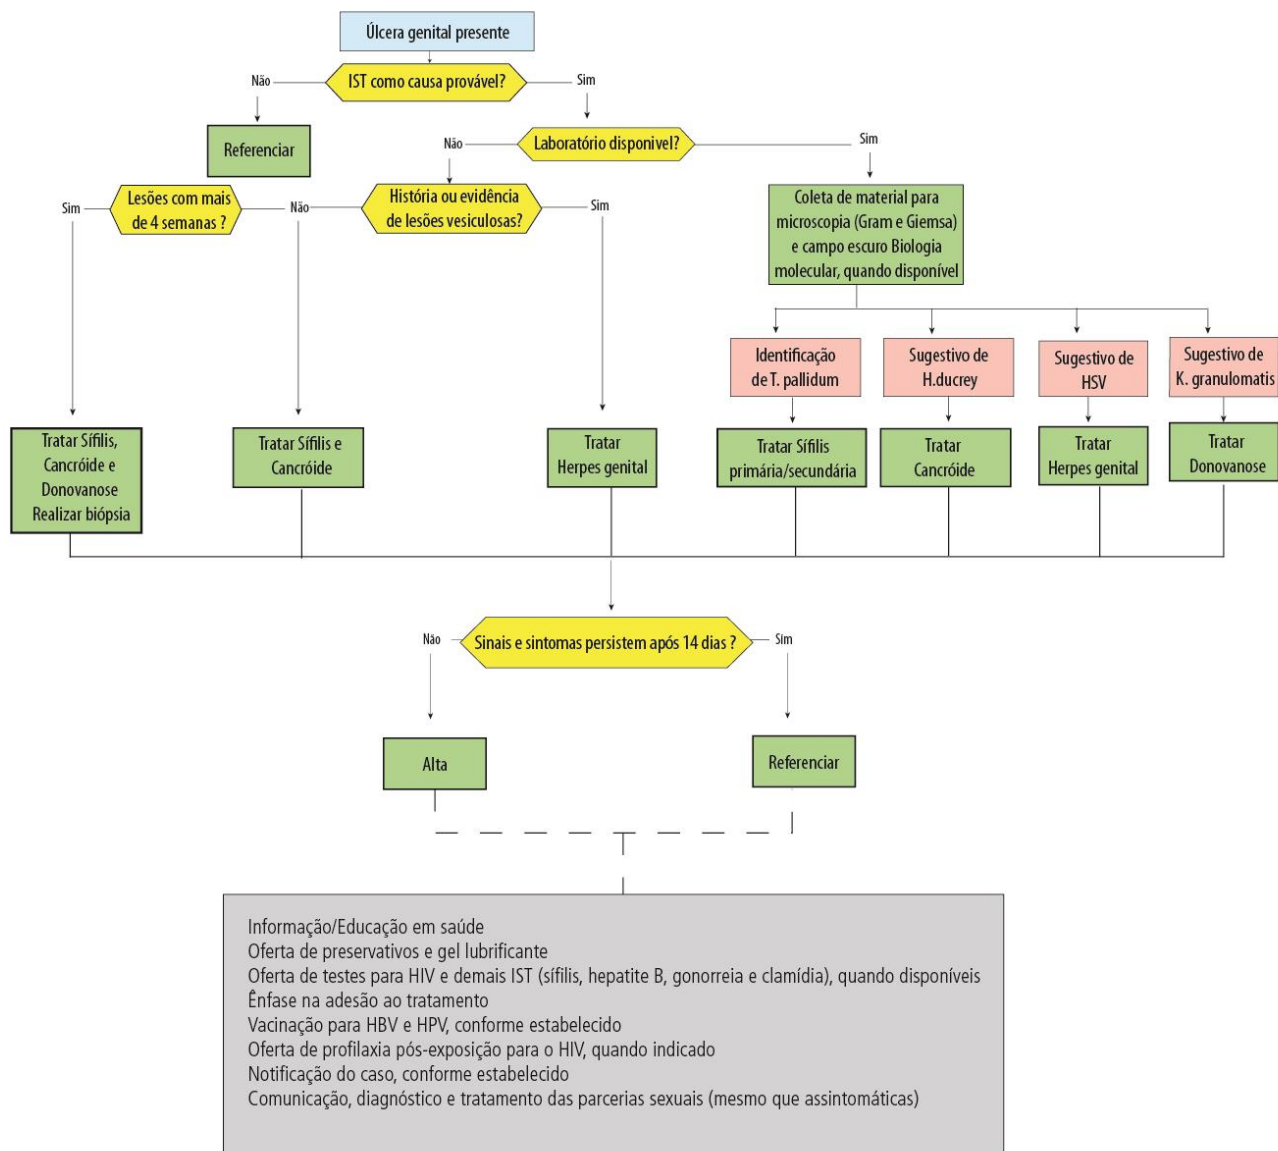 Úlcera genital presente
Não
IST como causa provável?
Sim
Referenciar
Não
Laboratório disponivel?
Sim
Sim
Lesões com mais
de 4 semanas ?
Não
História ou evidência
de lesões vesiculosas?
Sim
Coleta de material para
microscopia (Gram e Giemsa)
e campo escuro Biologia
molecular, quando disponível
Identificação
de T. pallidum
Sugestivo de
H.ducrey
Sugestivo de
HSV
Sugestivo de
K. granulomatis
Tratar Sífilis,
Cancróide e
Donovanose
Realizar biópsia
Tratar Sífilis e
Cancróide
Tratar
Herpes genital
Tratar Sífilis
primária/secundária
Tratar
Cancróide
Tratar
Herpes genital
Tratar
Donovanose
Não
Sinais e sintomas persistem após 14 dias ?
Sim
Alta
Referenciar
Informação/Educação em saúde
Oferta de preservativos e gel lubrificante
Oferta de testes para HIV e demais IST (sífilis, hepatite B, gonorreia e clamídia), quando disponíveis
Ênfase na adesão ao tratamento
Vacinação para HBV e HPV, conforme estabelecido
Oferta de profilaxia pós-exposição para o HIV, quando indicado
Notificação do caso, conforme estabelecido
Comunicação, diagnóstico e tratamento das parcerias sexuais (mesmo que assintomáticas)